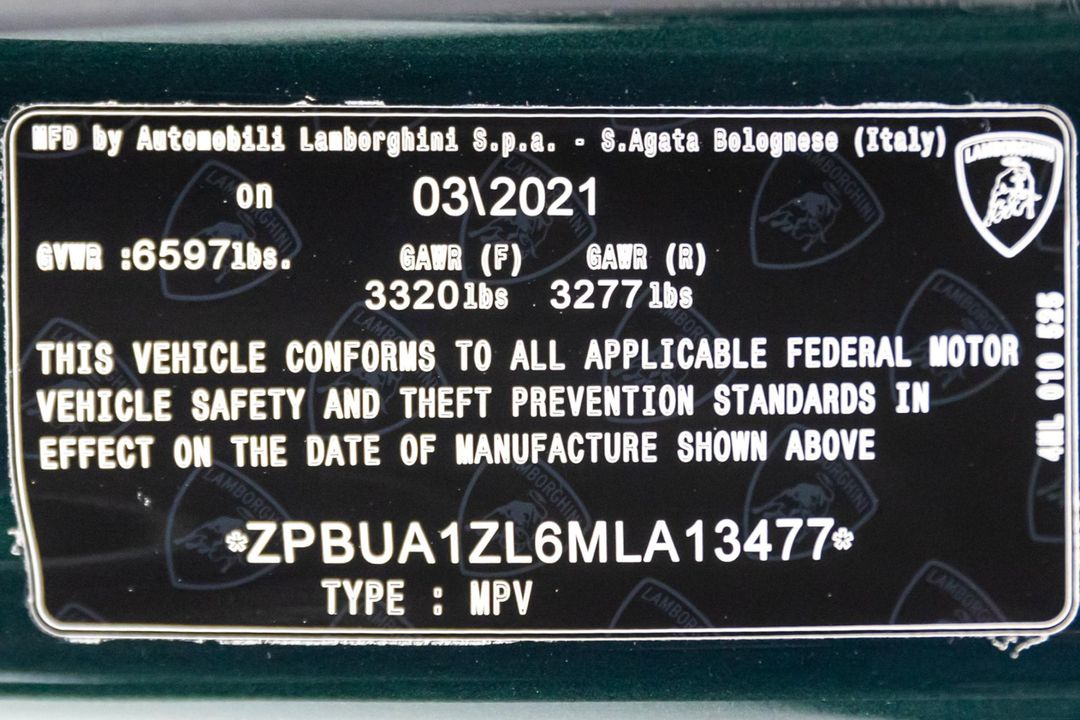 MFD by Automobili Lamborghini S.p.a. - S.Agata Bolognese (Italy)
LAMBORGHINI
on 03\2021
GVWR :6597lbs. GAWR (F) GAWR (R)
3320lbs 3277lbs
THIS VEHICLE CONFORMS TO ALL APPLICABLE FEDERAL MOTOR
VEHICLE SAFETY AND THEFT PREVENTION STANDARDS IN
EFFECT ON THE DATE OF MANUFACTURE SHOWN ABOVE
*ZPBUA1ZL6MLA13477*
TYPE : MPV
4ML 010 525